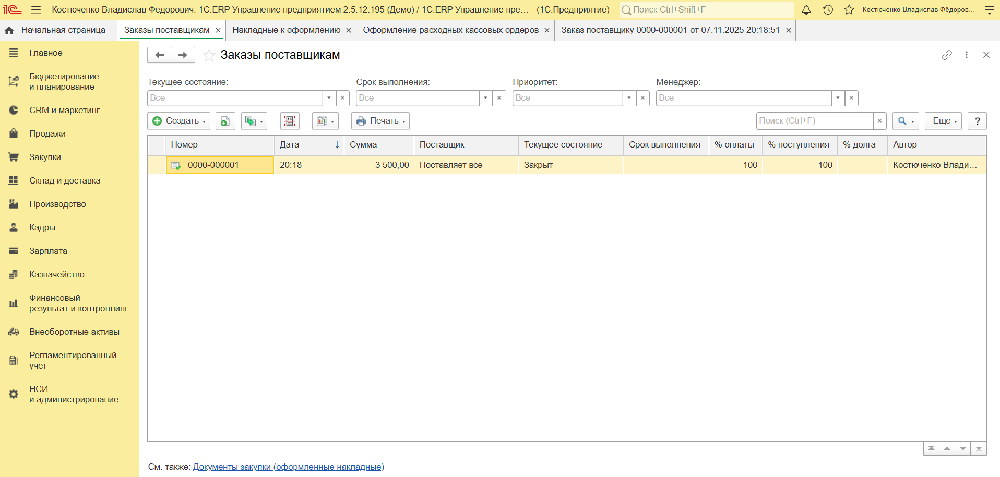 1С Костюченко Владислав Фёдорович. 1С:ERP Управление предприятием 2.5.12.195 (Демо) / 1С:ERP Управление пре... (1С:Предприятие) Поиск Ctrl+Shift+F Костюченко Владислав Фёдоров...
Начальная страница Заказы поставщикам Накладные к оформлению Оформление расходных кассовых ордеров Заказ поставщику 0000-000001 от 07.11.2025 20:18:51
Главное
Бюджетирование
и планирование
CRM и маркетинг
Продажи
Закупки
Склад и доставка
Производство
Кадры
Зарплата
Казначейство
Финансовый
результат и контроллинг
Внеоборотные активы
Регламентированный
учет
НСИ
и администрирование
Заказы поставщикам
Текущее состояние: Срок выполнения: Приоритет: Менеджер:
Все Все Все Все
Создать 1С Печать Поиск (Ctrl+F) Еще ?
Номер Дата Сумма Поставщик Текущее состояние Срок выполнения % оплаты % поступления % долга Автор
0000-000001 20:18 3 500,00 Поставляет все Закрыт 100 100 Костюченко Влади...
См. также: Документы закупки (оформленные накладные)